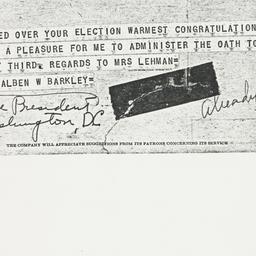 ED OVER YOUR ELECTION WARMEST CONGRATULATION
A PLEASURE FOR ME TO ADMINISTER THE OATH TO
THIRD. REGARDS TO MRS LEHMAN=
ALBEN W BARKLEY=
President
Washington, DC
Already
THE COMPANY WILL APPRECIATE SUGGESTIONS FROM ITS PATRONS CONCERNING ITS SERVICE